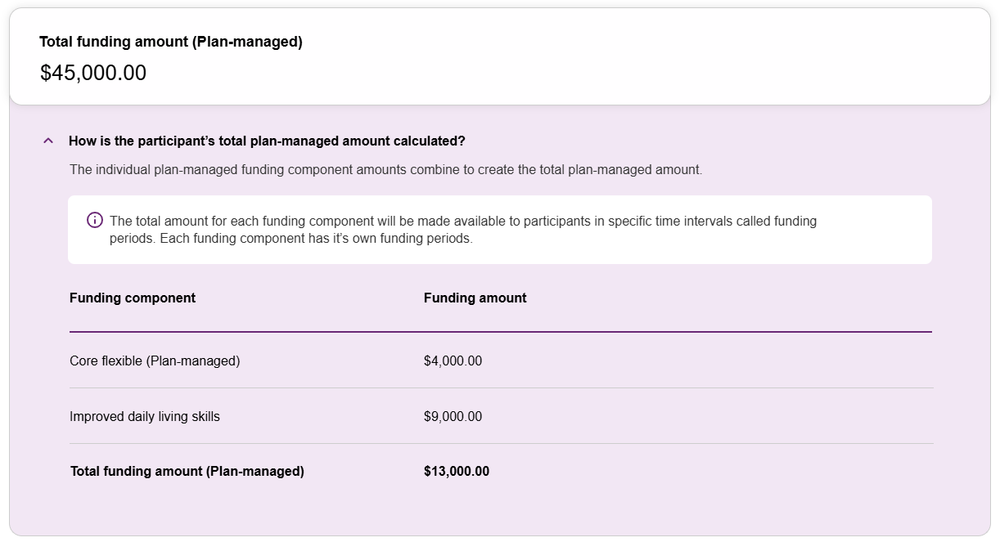 Total funding amount (Plan-managed)
$45,000.00
How is the participant’s total plan-managed amount calculated?
The individual plan-managed funding component amounts combine to create the total plan-managed amount.
The total amount for each funding component will be made available to participants in specific time intervals called funding
periods. Each funding component has it’s own funding periods.
Funding component Funding amount
Core flexible (Plan-managed) $4,000.00
Improved daily living skills $9,000.00
Total funding amount (Plan-managed) $13,000.00